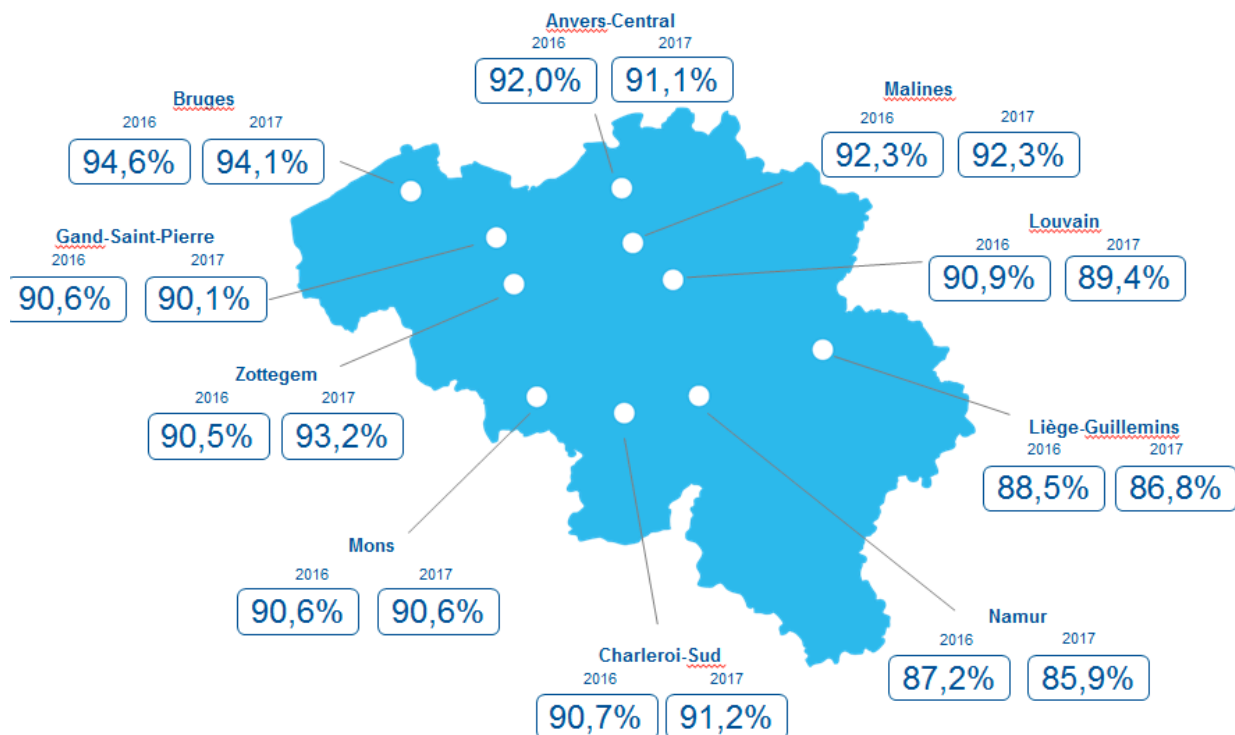 Anvers-Central
2016 2017
92,0% 91,1%
Bruges
2016 2017
94,6% 94,1%
Malines
2016 2017
92,3% 92,3%
Gand-Saint-Pierre
2016 2017
90,6% 90,1%
Louvain
2016 2017
90,9% 89,4%
Zottegem
2016 2017
90,5% 93,2%
Liège-Guillemins
2016 2017
88,5% 86,8%
Mons
2016 2017
90,6% 90,6%
Namur
2016 2017
87,2% 85,9%
Charleroi-Sud
2016 2017
90,7% 91,2%